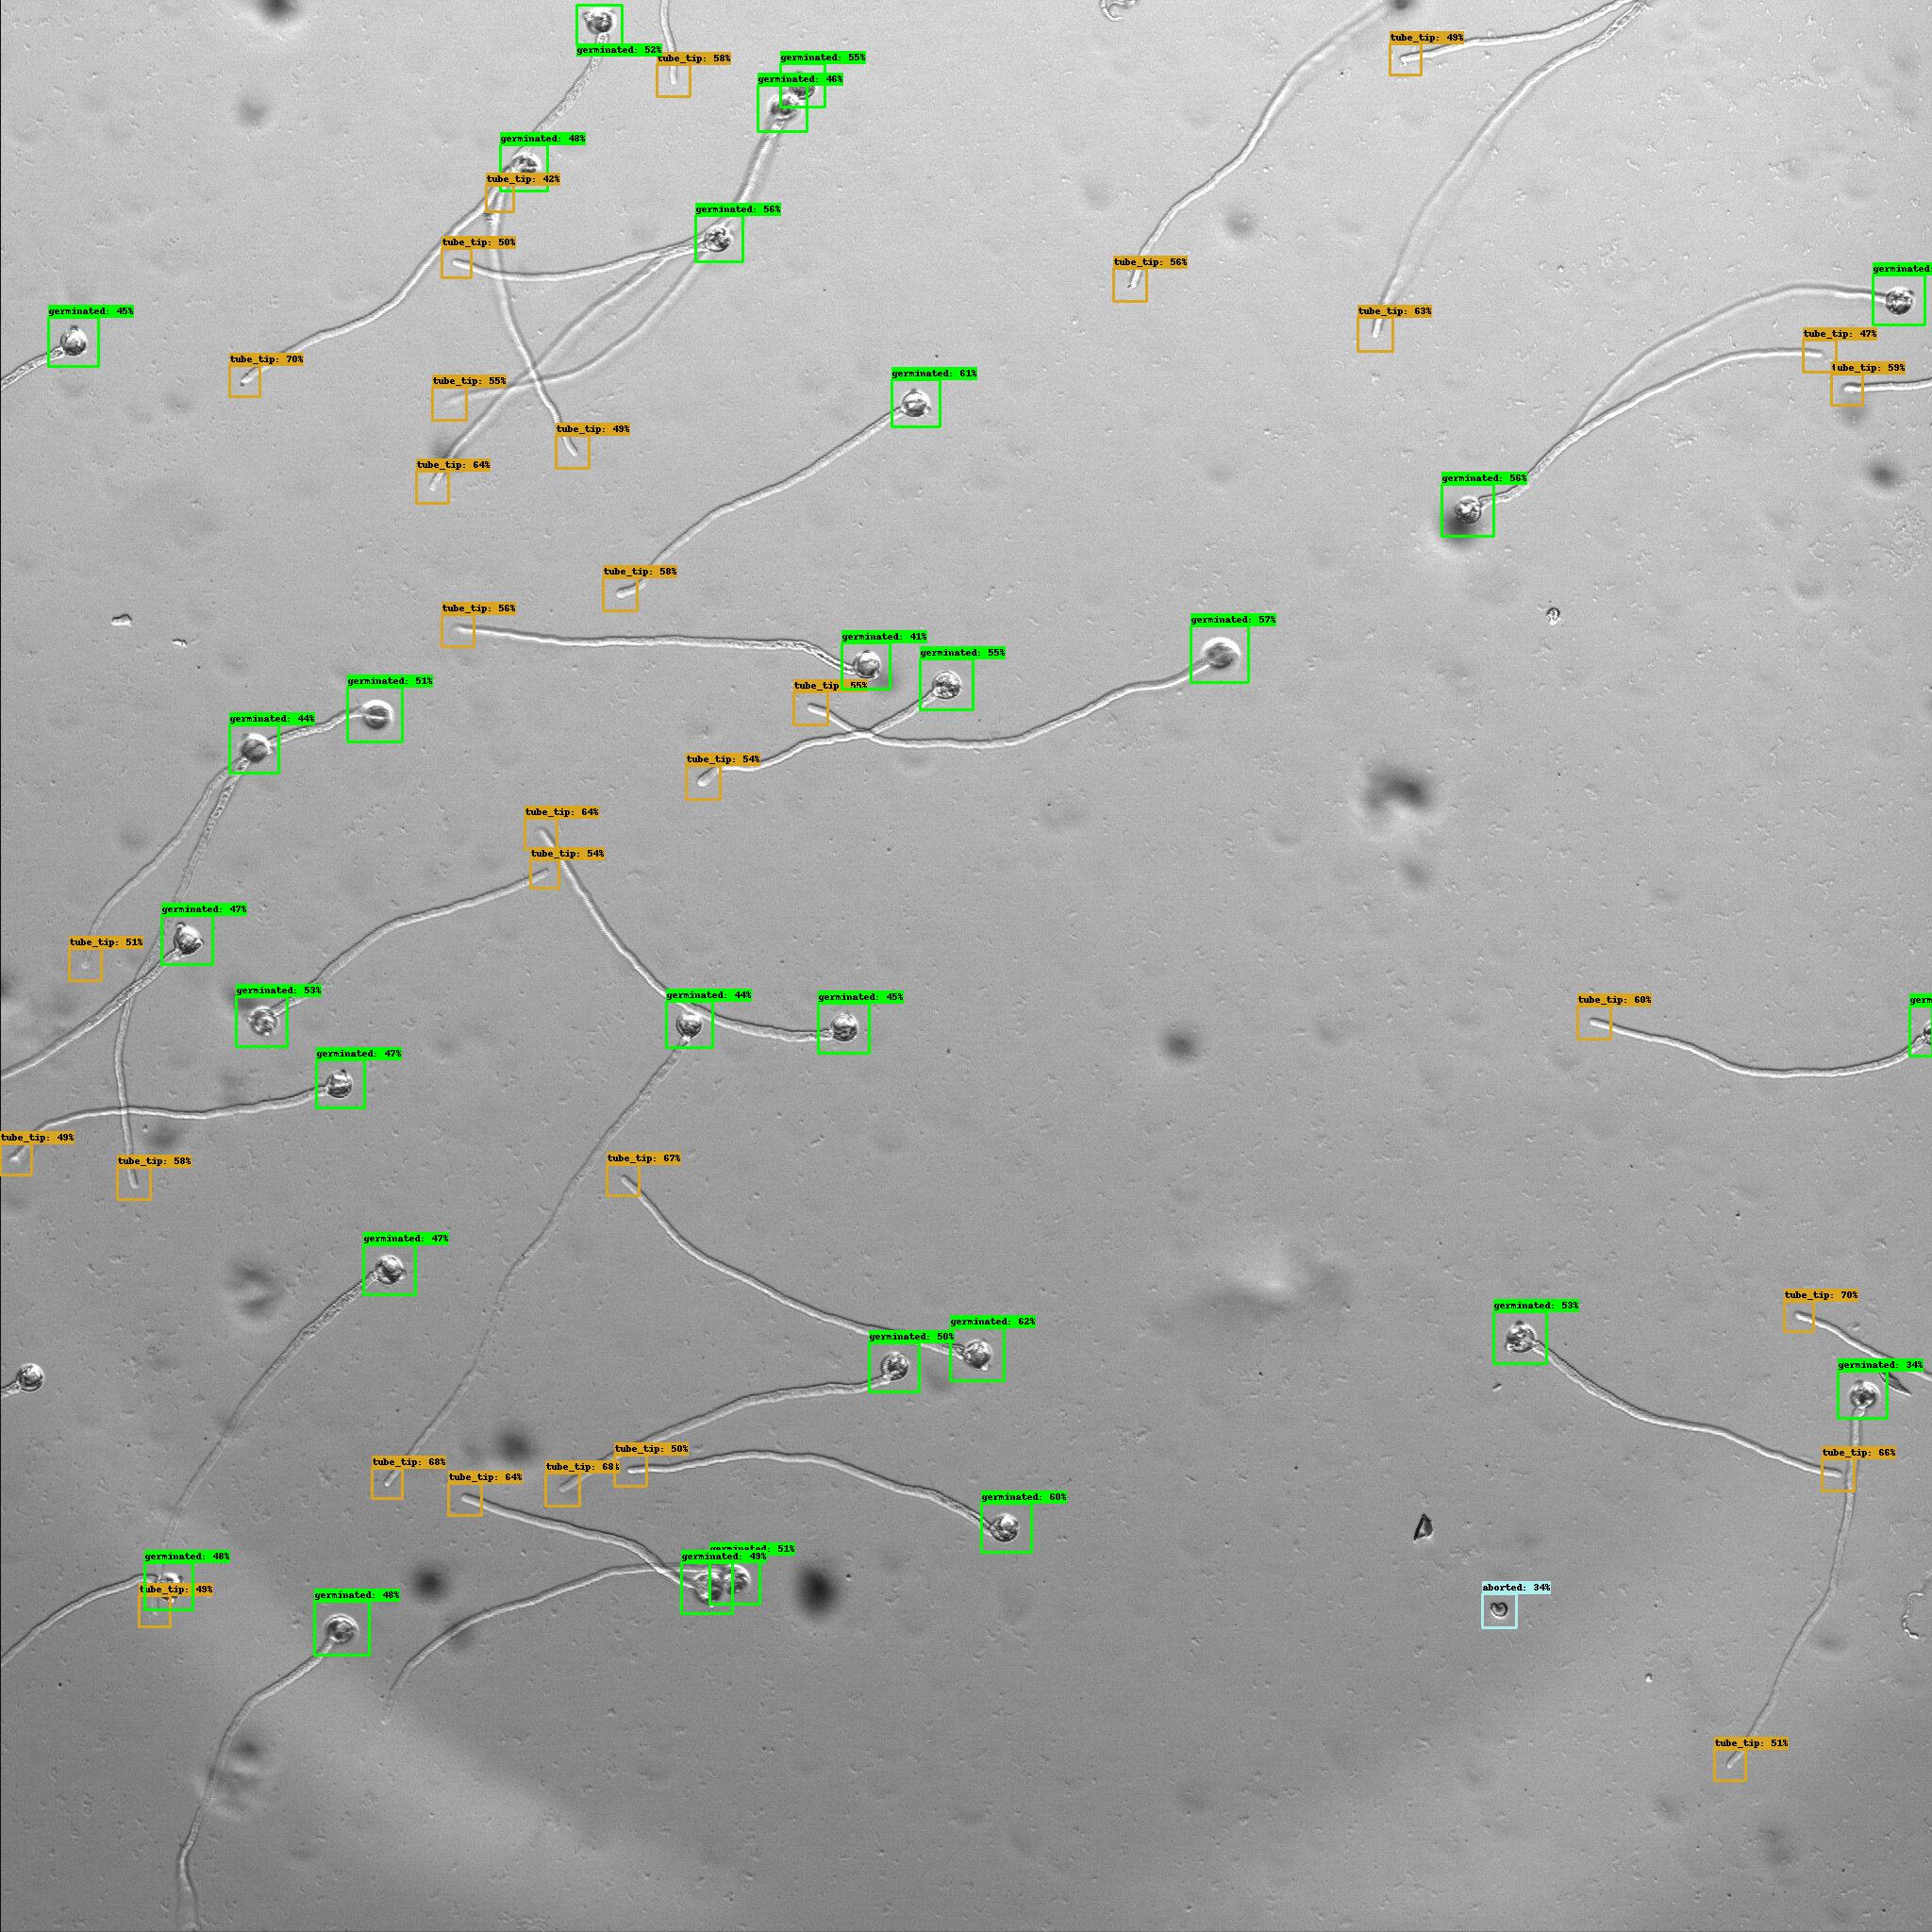 tube_tip: 49%
germinated: 52%
tube_tip: 58%
germinated: 55%
germinated: 46%
germinated: 48%
tube_tip: 42%
germinated: 56%
tube_tip: 50%
tube_tip: 56%
germinated:
germinated: 45%
tube_tip: 63%
tube_tip: 47%
tube_tip: 70%
tube_tip: 59%
germinated: 61%
tube_tip: 55%
tube_tip: 49%
tube_tip: 64%
germinated: 56%
tube_tip: 58%
tube_tip: 56%
germinated: 57%
germinated: 41%
germinated: 55%
germinated: 51%
tube_tip: 55%
germinated: 44%
tube_tip: 54%
tube_tip: 64%
tube_tip: 54%
germinated: 47%
tube_tip: 51%
germinated: 53%
germinated: 44%
germinated: 45%
tube_tip: 60%
germ
germinated: 47%
tube_tip: 49%
tube_tip: 58%
tube_tip: 67%
germinated: 47%
tube_tip: 70%
germinated: 53%
germinated: 62%
germinated: 50%
germinated: 34%
tube_tip: 50%
tube_tip: 66%
tube_tip: 68%
tube_tip: 68
tube_tip: 64%
germinated: 60%
germinated: 51%
germinated: 49%
germinated: 48%
tube_tip: 49%
aborted: 34%
germinated: 48%
tube_tip: 51%